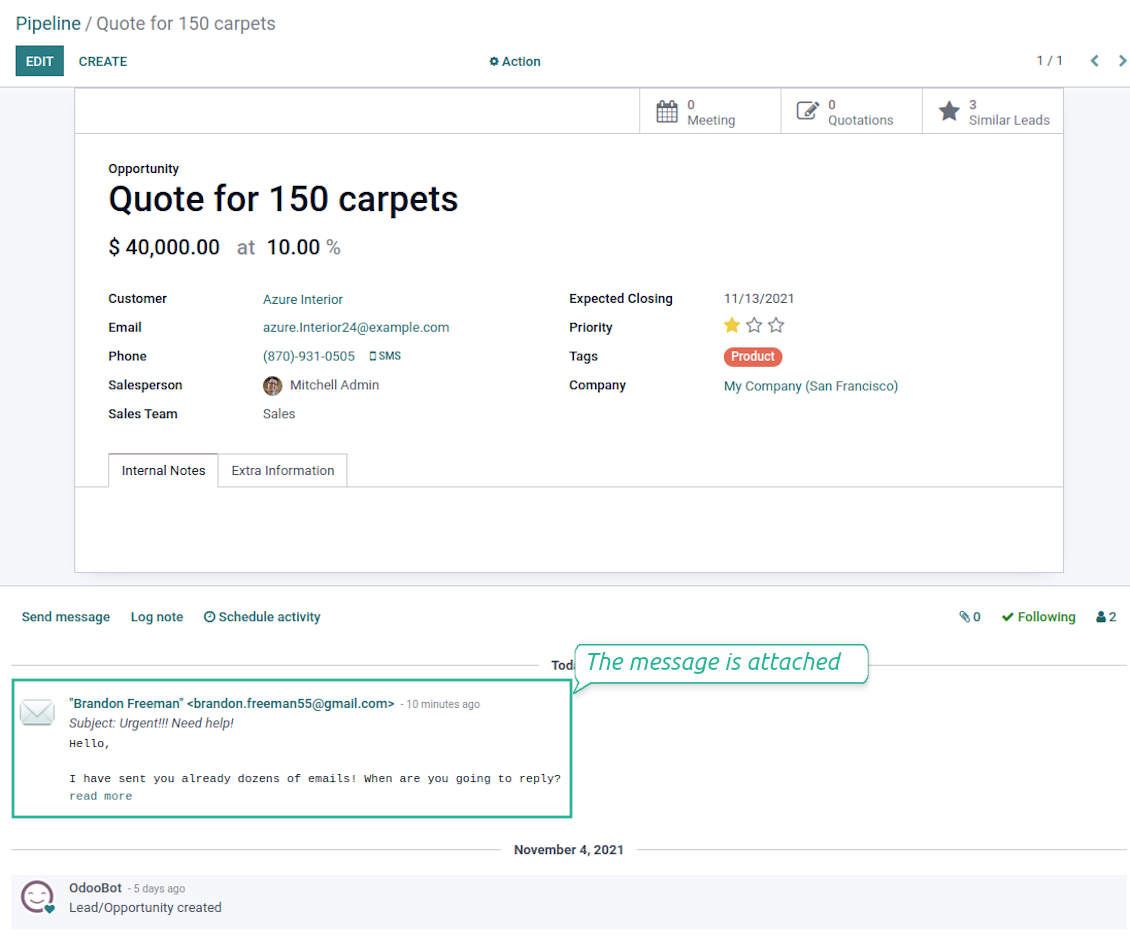 Pipeline / Quote for 150 carpets
EDIT CREATE Action 1 / 1
0
Meeting
0
Quotations
3
Similar Leads
Opportunity
Quote for 150 carpets
$ 40,000.00 at 10.00 %
Customer Azure Interior Expected Closing 11/13/2021
Email azure.Interior24@example.com Priority
Phone (870)-931-0505 SMS Tags Product
Salesperson Mitchell Admin Company My Company (San Francisco)
Sales Team Sales
Internal Notes Extra Information
Send message Log note Schedule activity 0 Following 2
The message is attached
"Brandon Freeman" <brandon.freeman55@gmail.com> - 10 minutes ago
Subject: Urgent!!! Need help!
Hello,
I have sent you already dozens of emails! When are you going to reply?
read more
November 4, 2021
OdooBot - 5 days ago
Lead/Opportunity created